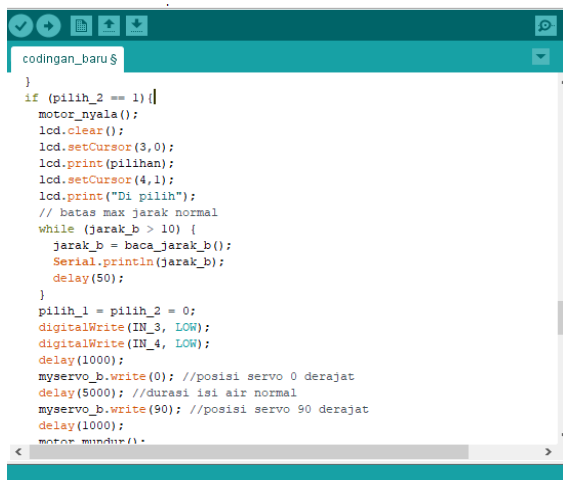 codingan_baru §
}
if (pilih_2 == 1){
motor_nyala();
lcd.clear();
lcd.setCursor(3,0);
lcd.print(pilihan);
lcd.setCursor(4,1);
lcd.print("Di pilih");
// batas max jarak normal
while (jarak_b > 10) {
jarak_b = baca_jarak_b();
Serial.println(jarak_b);
delay(50);
}
pilih_1 = pilih_2 = 0;
digitalWrite(IN_3, LOW);
digitalWrite(IN_4, LOW);
delay(1000);
myservo_b.write(0); //posisi servo 0 derajat
delay(5000); //durasi isi air normal
myservo_b.write(90); //posisi servo 90 derajat
delay(1000);
motor_mundur();